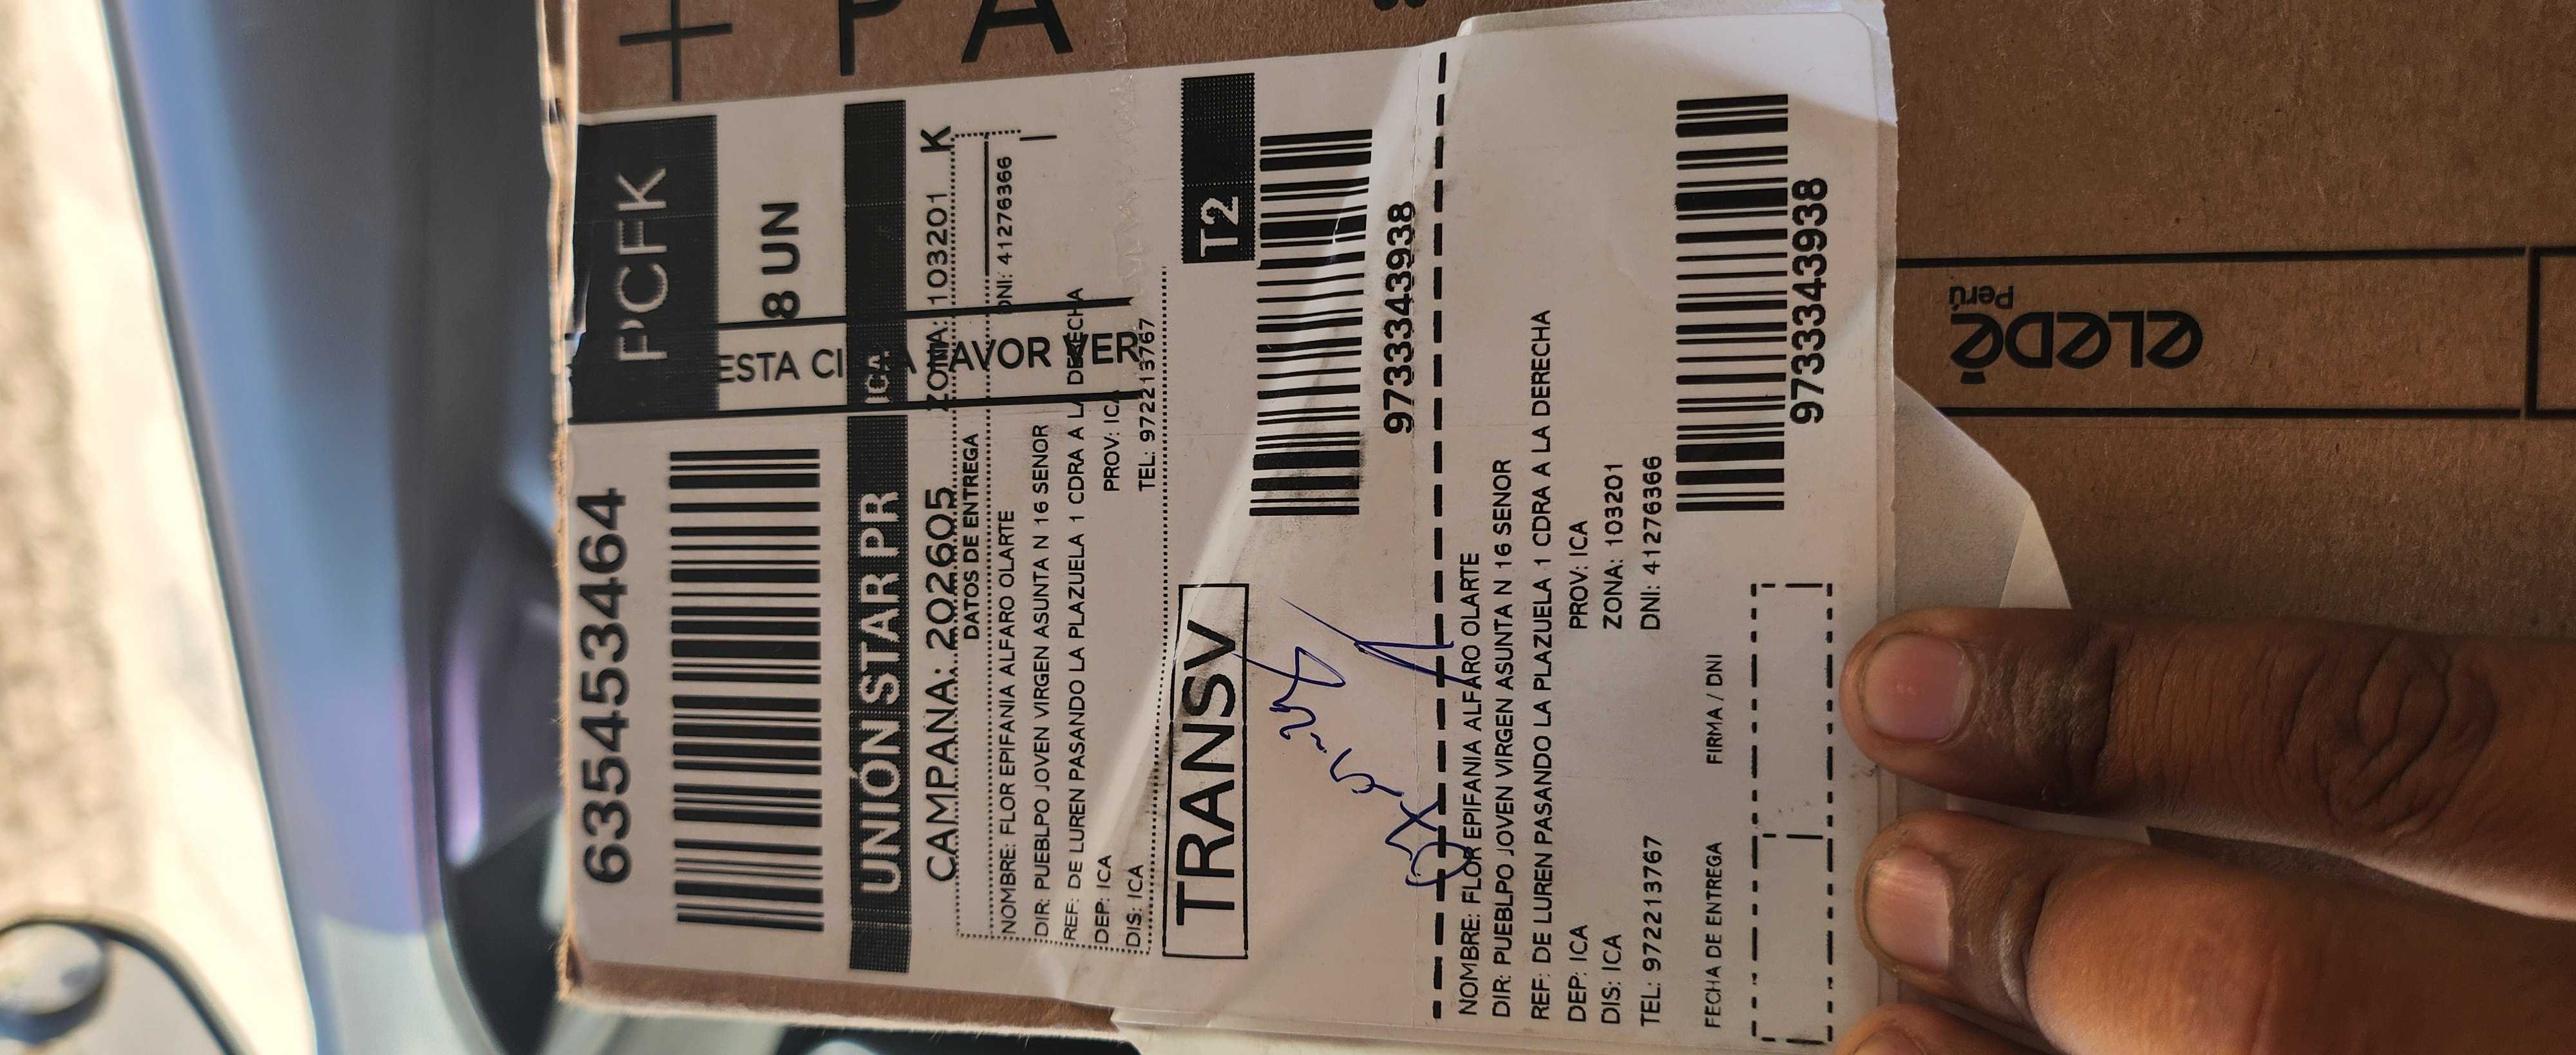 + PA
6354453464
PCFK
8 UN
ESTA CI
A FAVOR VER
UNIÓN STAR PR ICA
CAMPANA: 202605 ZONA: 103201 K
DATOS DE ENTREGA
NOMBRE: FLOR EPIFANIA ALFARO OLARTE DNI: 41276366
DIR: PUEBLPO JOVEN VIRGEN ASUNTA N 16 SENOR
REF: DE LUREN PASANDO LA PLAZUELA 1 CDRA A LA DERECHA
DEP: ICA PROV: ICA
DIS: ICA TEL: 972213767
TRANSV T2
9733343938
NOMBRE: FLOR EPIFANIA ALFARO OLARTE
DIR: PUEBLPO JOVEN VIRGEN ASUNTA N 16 SENOR
REF: DE LUREN PASANDO LA PLAZUELA 1 CDRA A LA DERECHA
DEP: ICA PROV: ICA
DIS: ICA ZONA: 103201
TEL: 972213767 DNI: 41276366
FECHA DE ENTREGA FIRMA / DNI
9733343938
eLeDé
Perú